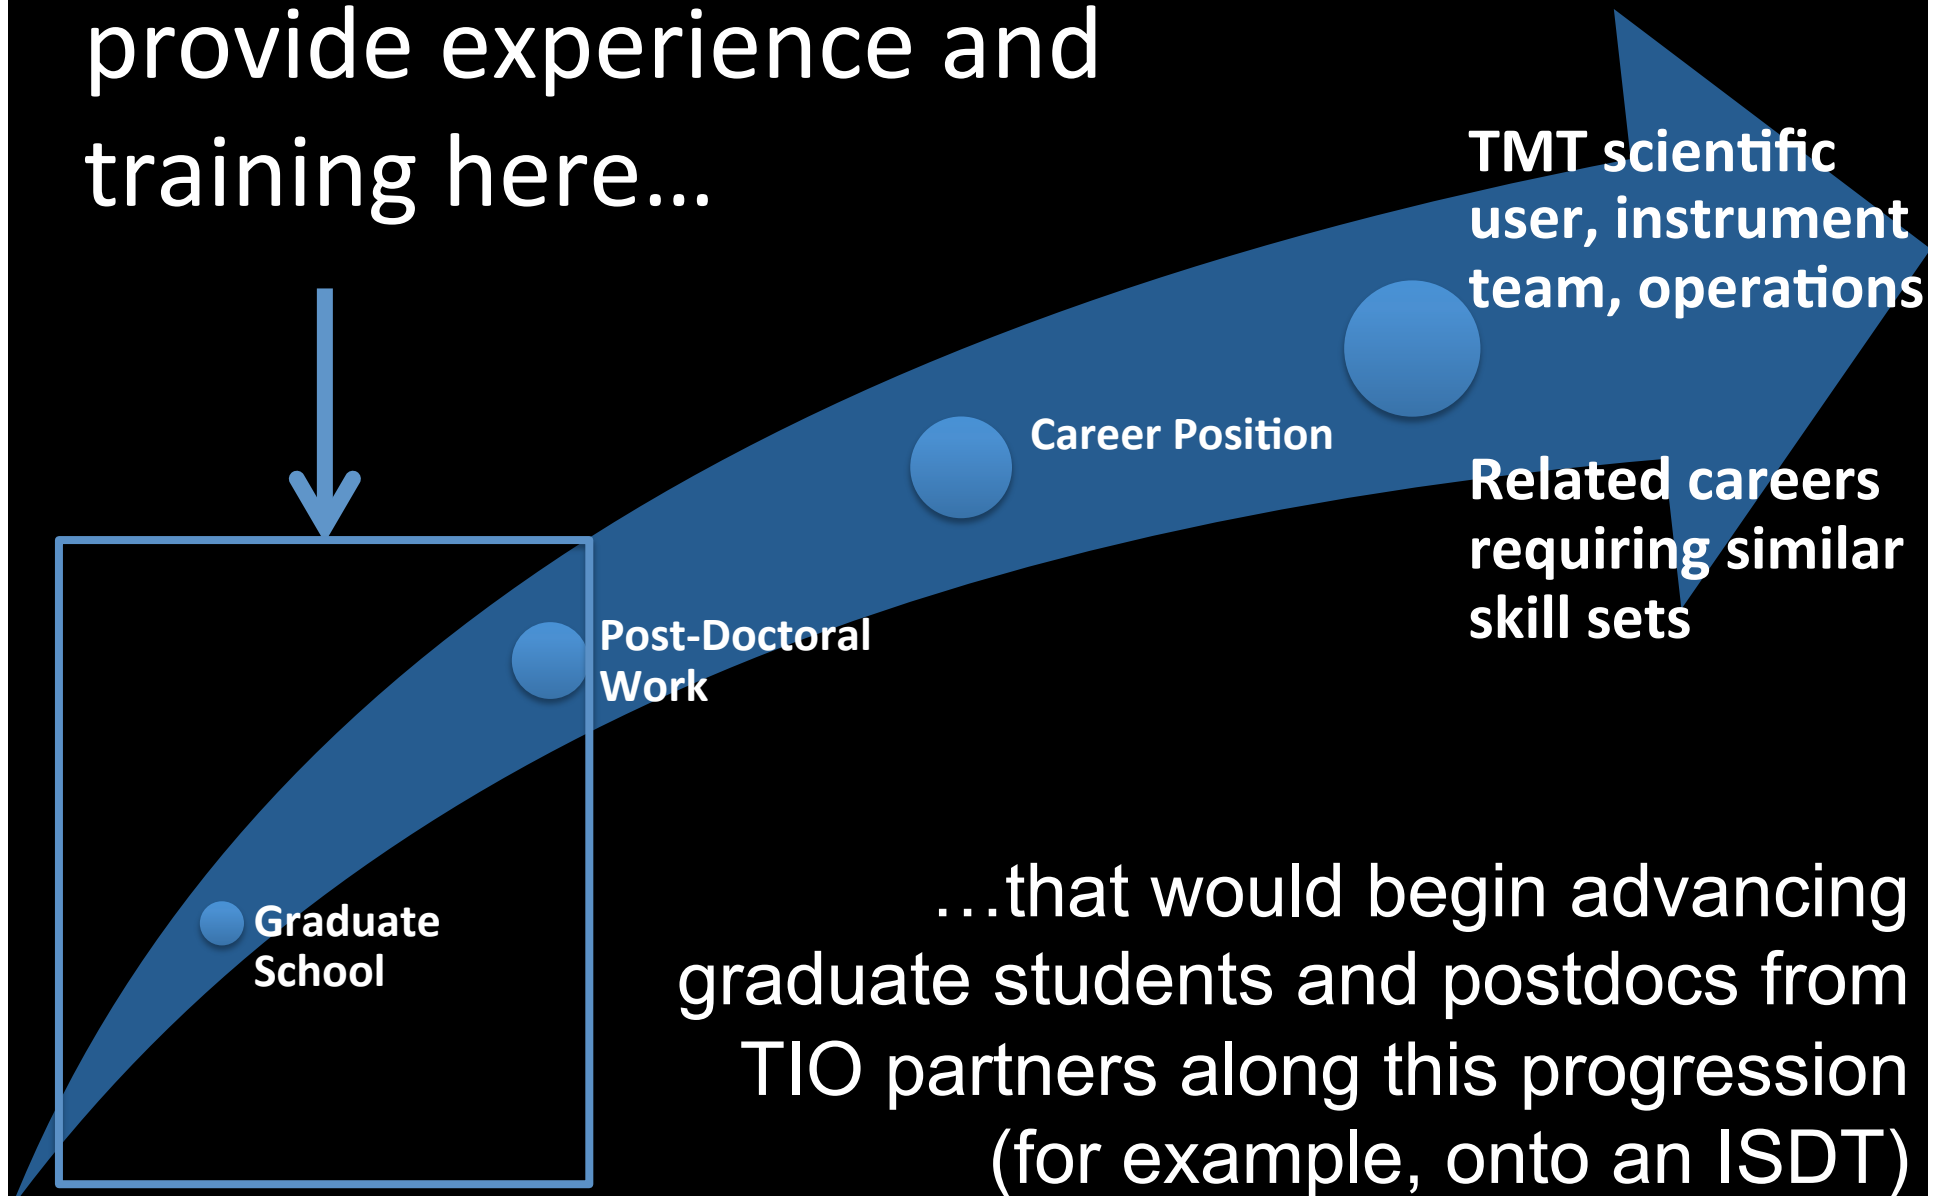 provide experience and
training here…
TMT scientific
user, instrument
team, operations
Career Position
Related careers
requiring similar
skill sets
Post-Doctoral
Work
Graduate
School
…that would begin advancing
graduate students and postdocs from
TIO partners along this progression
(for example, onto an ISDT)